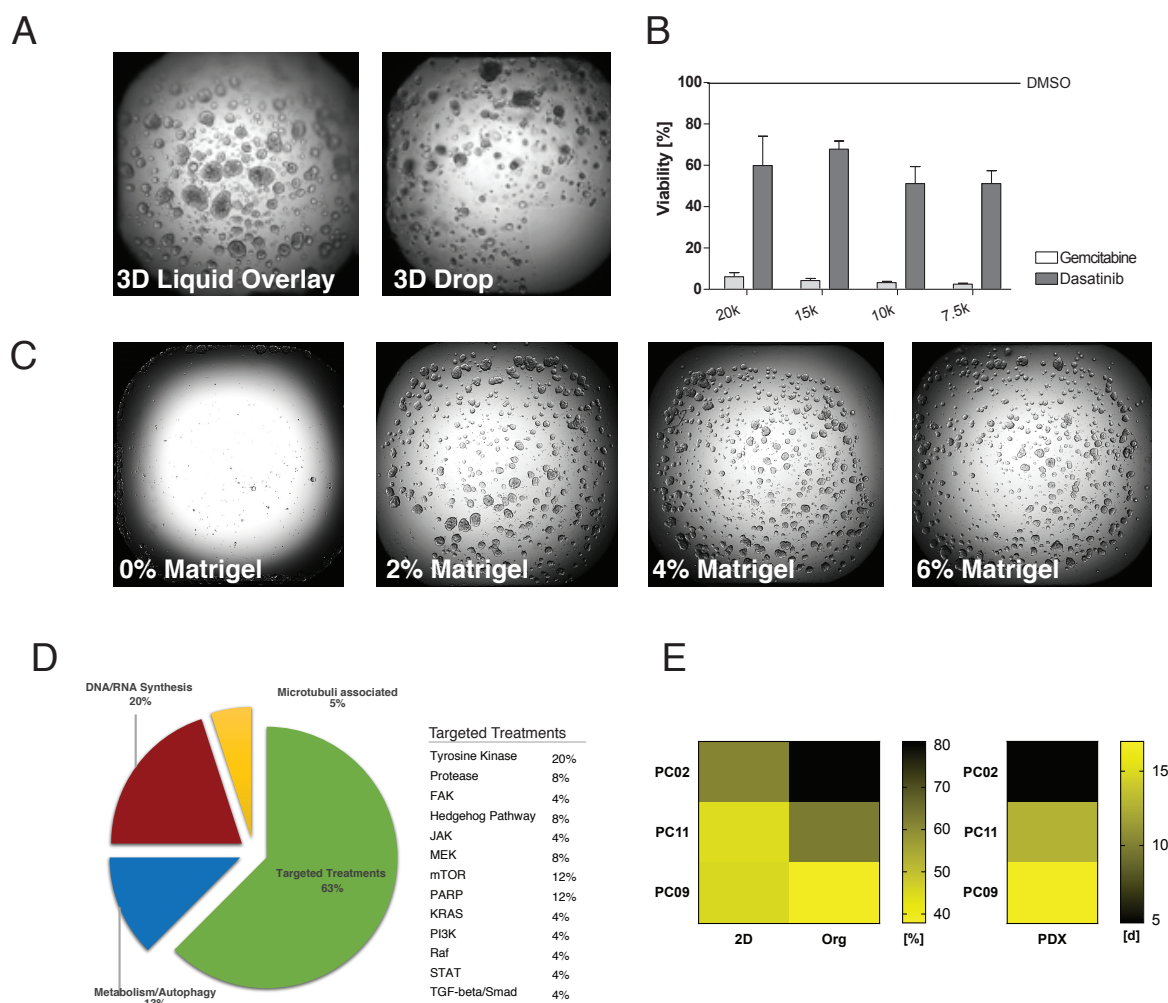 A
3D Liquid Overlay
3D Drop
B
100
80
60
40
20
0
Viability [%]
DMSO
Gemcitabine
Dasatinib
20k
15k
10k
7.5k
C
0% Matrigel
2% Matrigel
4% Matrigel
6% Matrigel
D
DNA/RNA Synthesis
20%
Microtubuli associated
5%
Targeted Treatments
63%
Metabolism/Autophagy
13%
Targeted Treatments
Tyrosine Kinase 20%
Protease 8%
FAK 4%
Hedgehog Pathway 8%
JAK 4%
MEK 8%
mTOR 12%
PARP 12%
KRAS 4%
PI3K 4%
Raf 4%
STAT 4%
TGF-beta/Smad 4%
E
PC02
PC11
PC09
2D Org
80
70
60
50
40
[%]
PC02
PC11
PC09
PDX
15
10
5
[d]